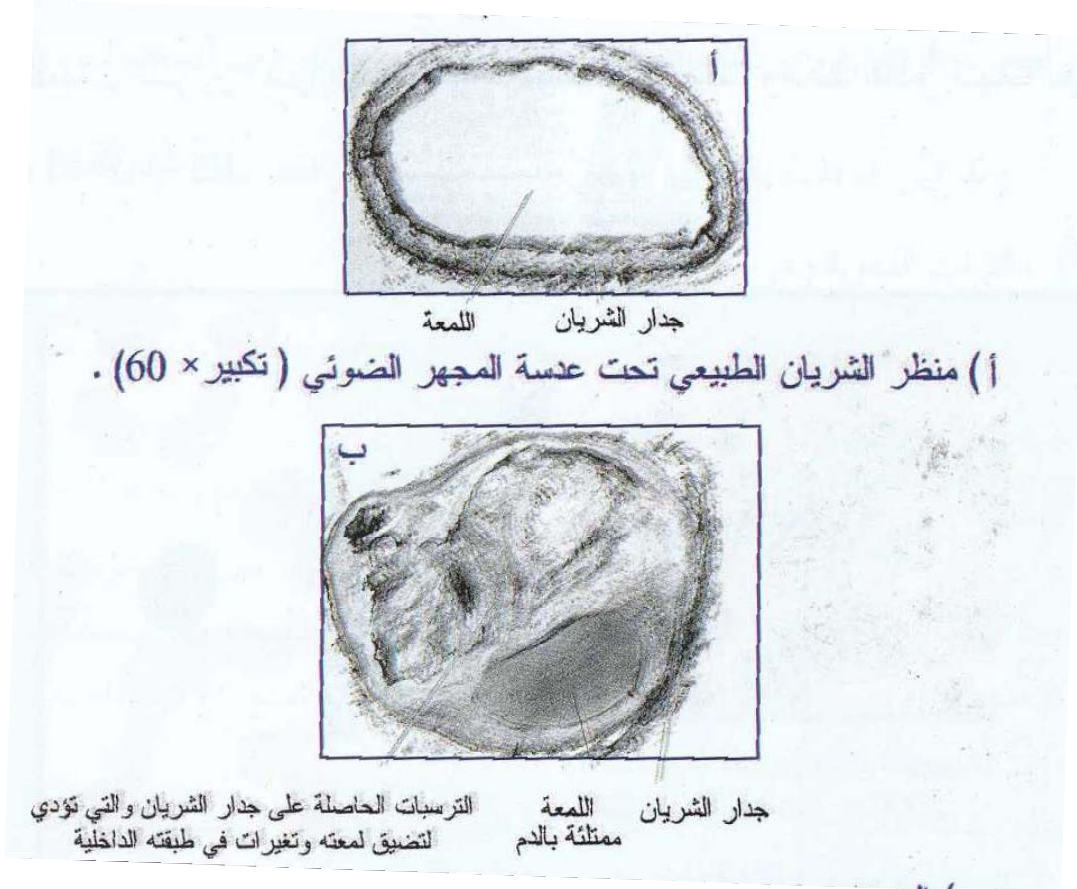 أ
جدار الشريان اللمعة
أ) منظر الشريان الطبيعي تحت عدسة المجهر الضوئي ( تكبير × 60) .
ب
جدار الشريان
اللمعة
ممتلئة بالدم
الترسبات الحاصلة على جدار الشريان والتي تؤدي
لتضيق لمعته وتغيرات في طبقته الداخلية